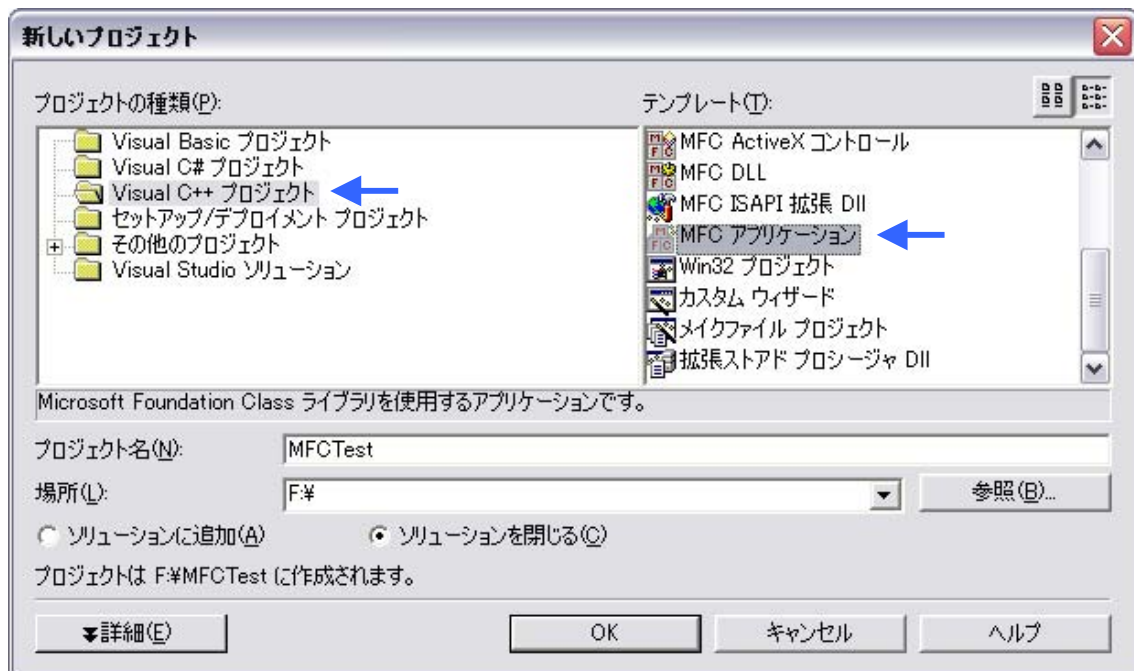 新しいプロジェクト
プロジェクトの種類(P):
Visual Basic プロジェクト
Visual C# プロジェクト
Visual C++ プロジェクト
セットアップ/デプロイメント プロジェクト
その他のプロジェクト
Visual Studio ソリューション
テンプレート(T):
MFC ActiveX コントロール
MFC DLL
MFC ISAPI 拡張 Dll
MFC アプリケーション
Win32 プロジェクト
カスタム ウィザード
メイクファイル プロジェクト
拡張ストアド プロシージャ Dll
Microsoft Foundation Class ライブラリを使用するアプリケーションです。
プロジェクト名(N): MFCTest
場所(L): F:¥ 参照(B)...
ソリューションに追加(A) ソリューションを閉じる(C)
プロジェクトは F:¥MFCTest に作成されます。
詳細(E) OK キャンセル ヘルプ